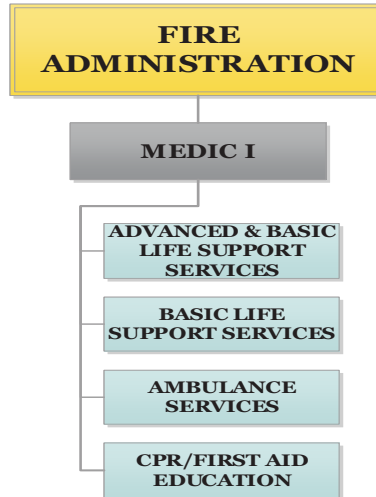 FIRE
ADMINISTRATION
MEDIC I
ADVANCED & BASIC
LIFE SUPPORT
SERVICES
BASIC LIFE
SUPPORT SERVICES
AMBULANCE
SERVICES
CPR/FIRST AID
EDUCATION